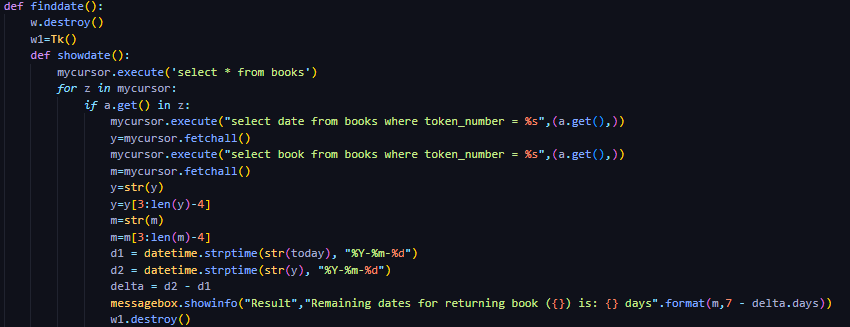 def finddate():
    w.destroy()
    w1=Tk()
    def showdate():
        mycursor.execute('select * from books')
        for z in mycursor:
            if a.get() in z:
                mycursor.execute("select date from books where token_number = %s",(a.get(),))
                y=mycursor.fetchall()
                mycursor.execute("select book from books where token_number = %s",(a.get(),))
                m=mycursor.fetchall()
                y=str(y)
                y=y[3:len(y)-4]
                m=str(m)
                m=m[3:len(m)-4]
                d1 = datetime.strptime(str(today), "%Y-%m-%d")
                d2 = datetime.strptime(str(y), "%Y-%m-%d")
                delta = d2 - d1
                messagebox.showinfo("Result","Remaining dates for returning book ({}) is: {} days".format(m,7 - delta.days))
                w1.destroy()